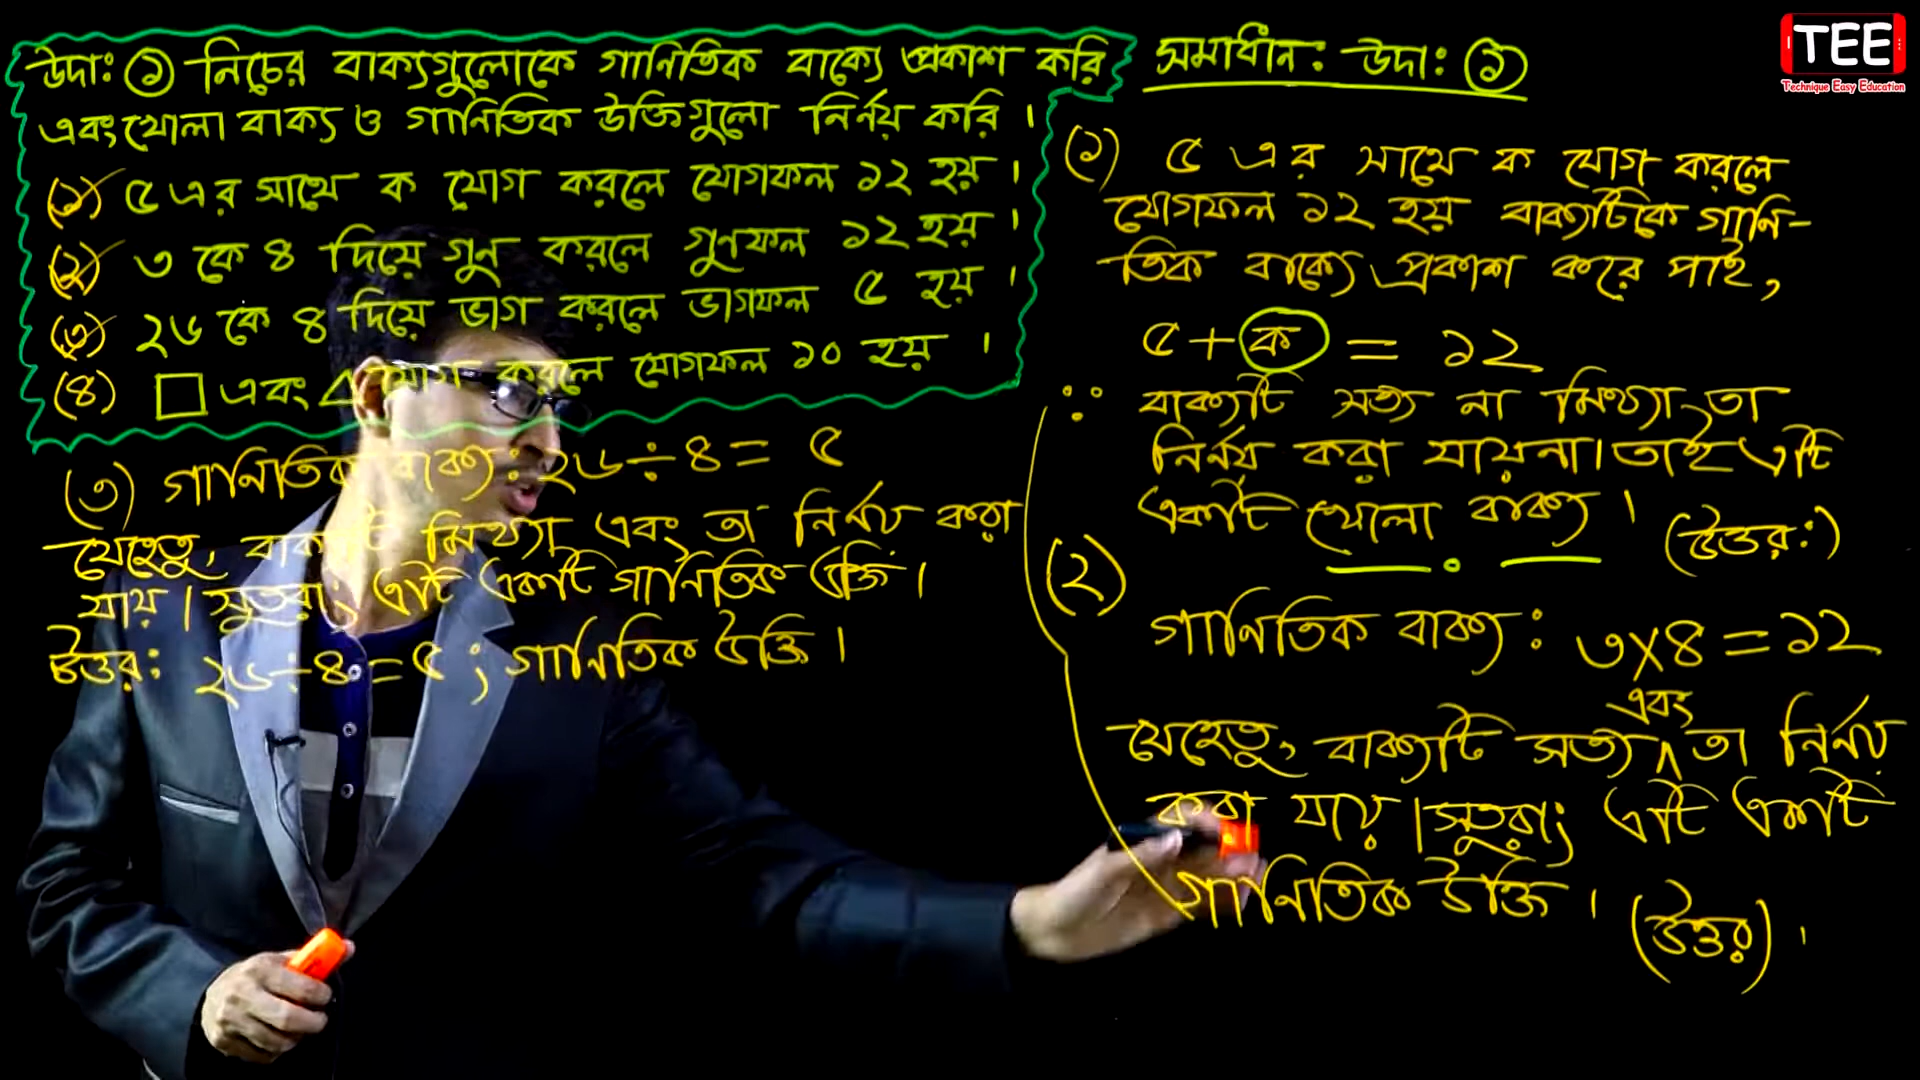 উদা: ① নিচের বাক্যগুলোকে গাণিতিক বাক্যে প্রকাশ করি
এবং খোলা বাক্য ও গাণিতিক উক্তিগুলো নির্ণয় করি ।
(১) ৫ এর সাথে ক যোগ করলে যোগফল ১২ হয় ।
(২) ৩ কে ৪ দিয়ে গুন করলে গুণফল ১২ হয় ।
(৩) ২৬ কে ৪ দিয়ে ভাগ করলে ভাগফল ৫ হয় ।
(৪) □ এবং △ যোগ করলে যোগফল ১০ হয় ।
(৩) গাণিতিক বাক্য: ২৬÷৪= ৫
যেহেতু, বাক্যটি মিথ্যা এবং তা নির্ণয় করা
যায় । সুতরাং এটি একটি গাণিতিক উক্তি ।
উত্তর: ২৬÷৪=৫ ; গাণিতিক উক্তি ।
সমাধান: উদা: ①
(১) ৫ এর সাথে ক যোগ করলে
যোগফল ১২ হয় বাক্যটিকে গাণি-
তিক বাক্যে প্রকাশ করে পাই,
৫ + ক = ১২
∵ বাক্যটি সত্য না মিথ্যা, তা
নির্ণয় করা যায়না। তাই এটি
একটি খোলা বাক্য ।
(উত্তর:)
(২)
গাণিতিক বাক্য: ৩×৪=১২
এবং
যেহেতু, বাক্যটি সত্য ^ তা নির্ণয়
করা যায় । সুতরাং এটি একটি
গাণিতিক উক্তি ।
(উত্তর) ।
TEE
Technique Easy Education